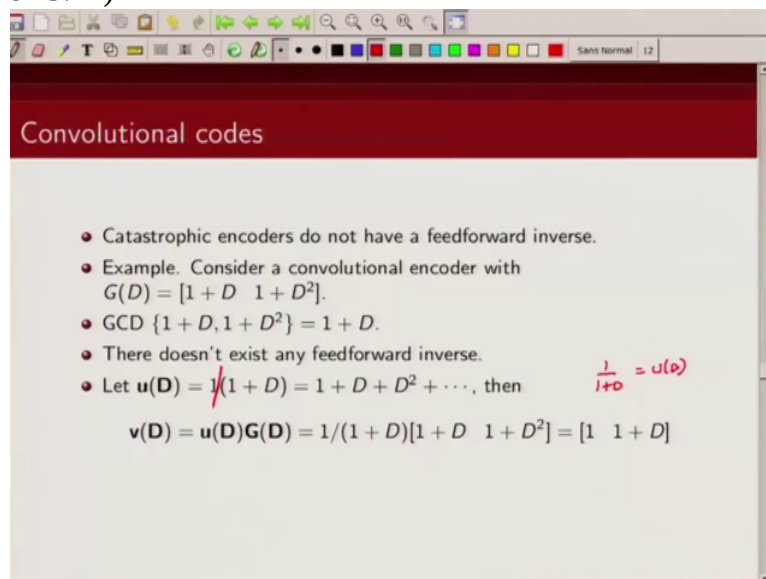 Sans Normal 12
Convolutional codes
• Catastrophic encoders do not have a feedforward inverse.
• Example. Consider a convolutional encoder with
G(D) = [1 + D   1 + D²].
• GCD {1 + D, 1 + D²} = 1 + D.
• There doesn't exist any feedforward inverse.
• Let u(D) = 1/(1 + D) = 1 + D + D² + ⋯, then
1/1+D = U(D)
v(D) = u(D)G(D) = 1/(1 + D)[1 + D   1 + D²] = [1   1 + D]